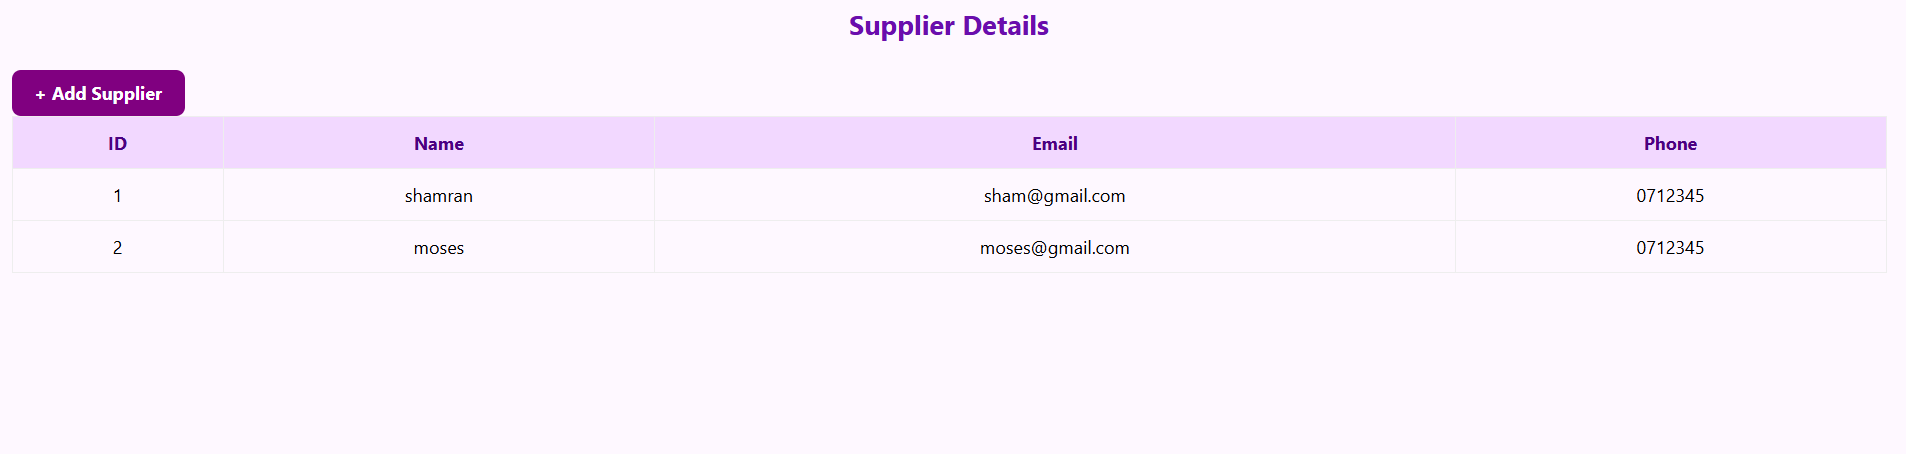 Supplier Details
+ Add Supplier
ID Name Email Phone
1 shamran sham@gmail.com 0712345
2 moses moses@gmail.com 0712345